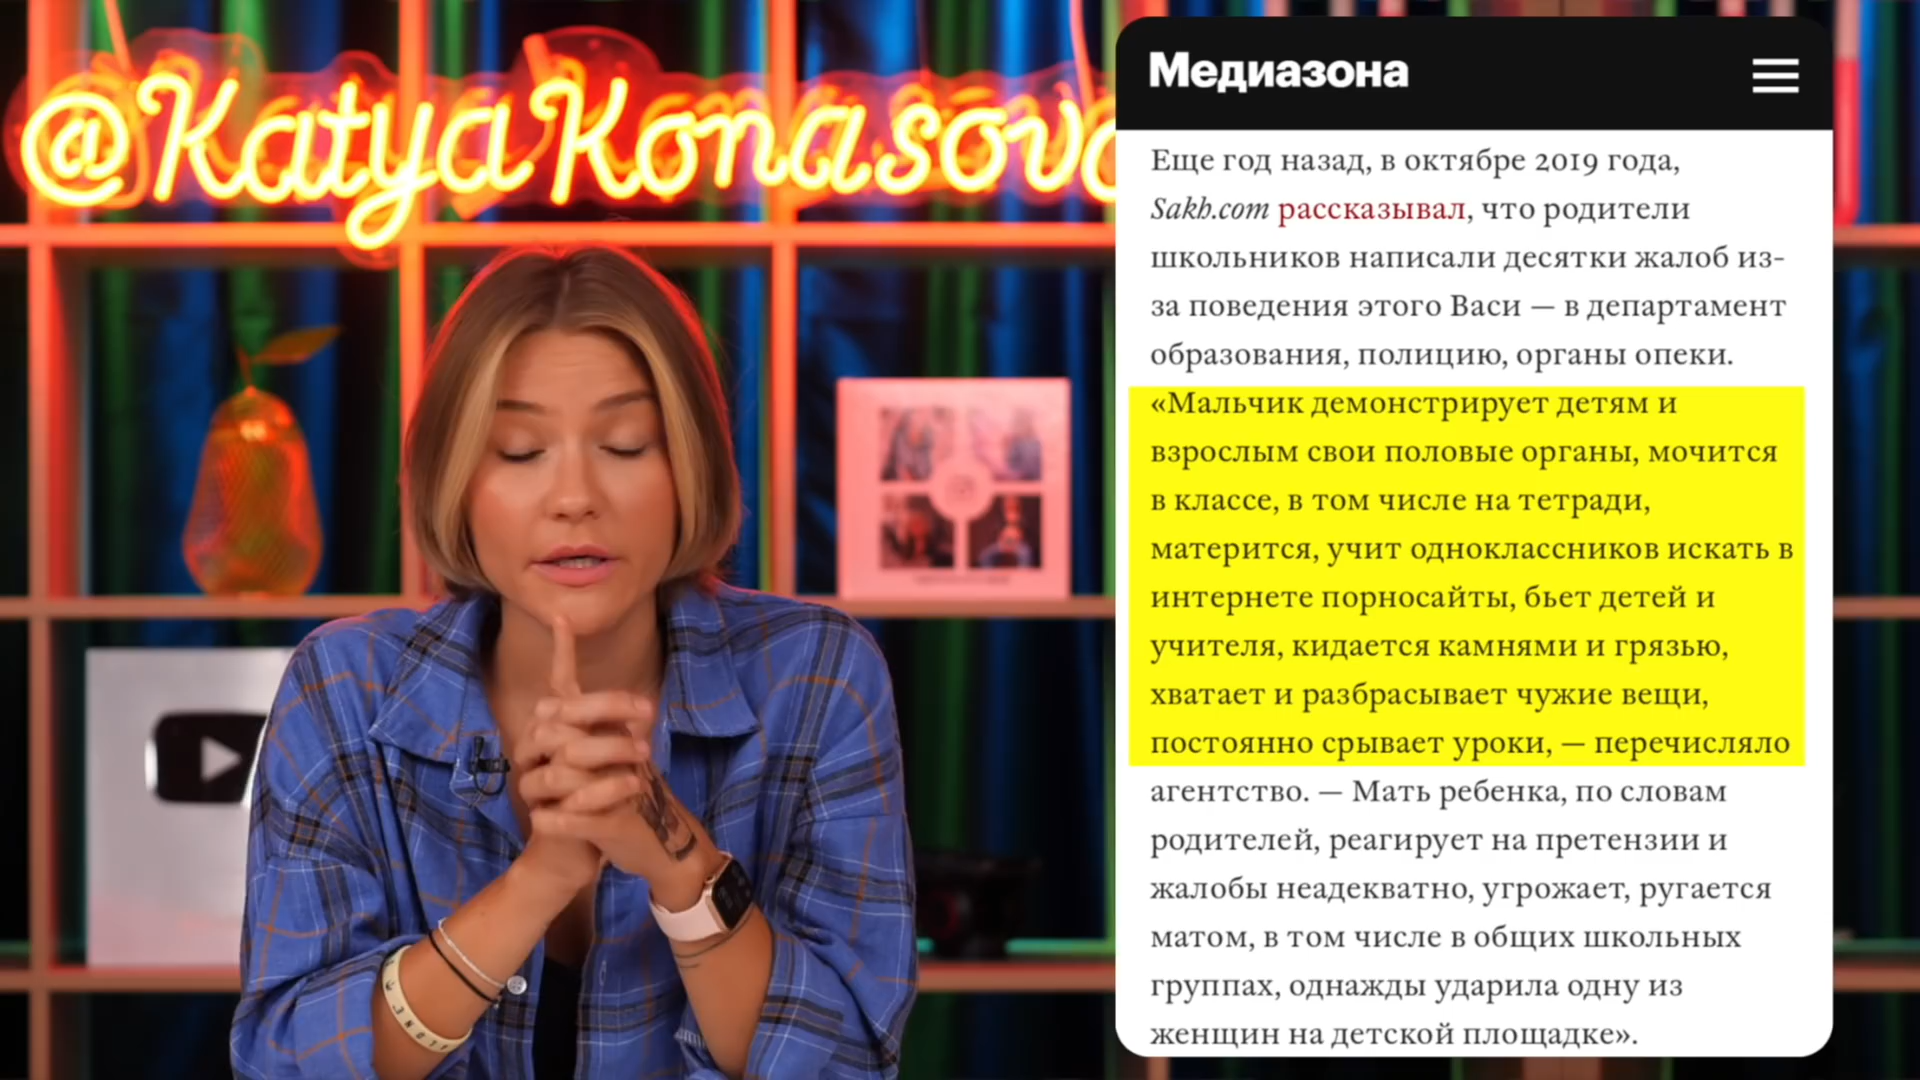 @KatyaKonasova
Медиазона
Еще год назад, в октябре 2019 года,
Sakh.com рассказывал, что родители
школьников написали десятки жалоб из-
за поведения этого Васи — в департамент
образования, полицию, органы опеки.
«Мальчик демонстрирует детям и
взрослым свои половые органы, мочится
в классе, в том числе на тетради,
матерится, учит одноклассников искать в
интернете порносайты, бьет детей и
учителя, кидается камнями и грязью,
хватает и разбрасывает чужие вещи,
постоянно срывает уроки, — перечисляло
агентство. — Мать ребенка, по словам
родителей, реагирует на претензии и
жалобы неадекватно, угрожает, ругается
матом, в том числе в общих школьных
группах, однажды ударила одну из
женщин на детской площадке».